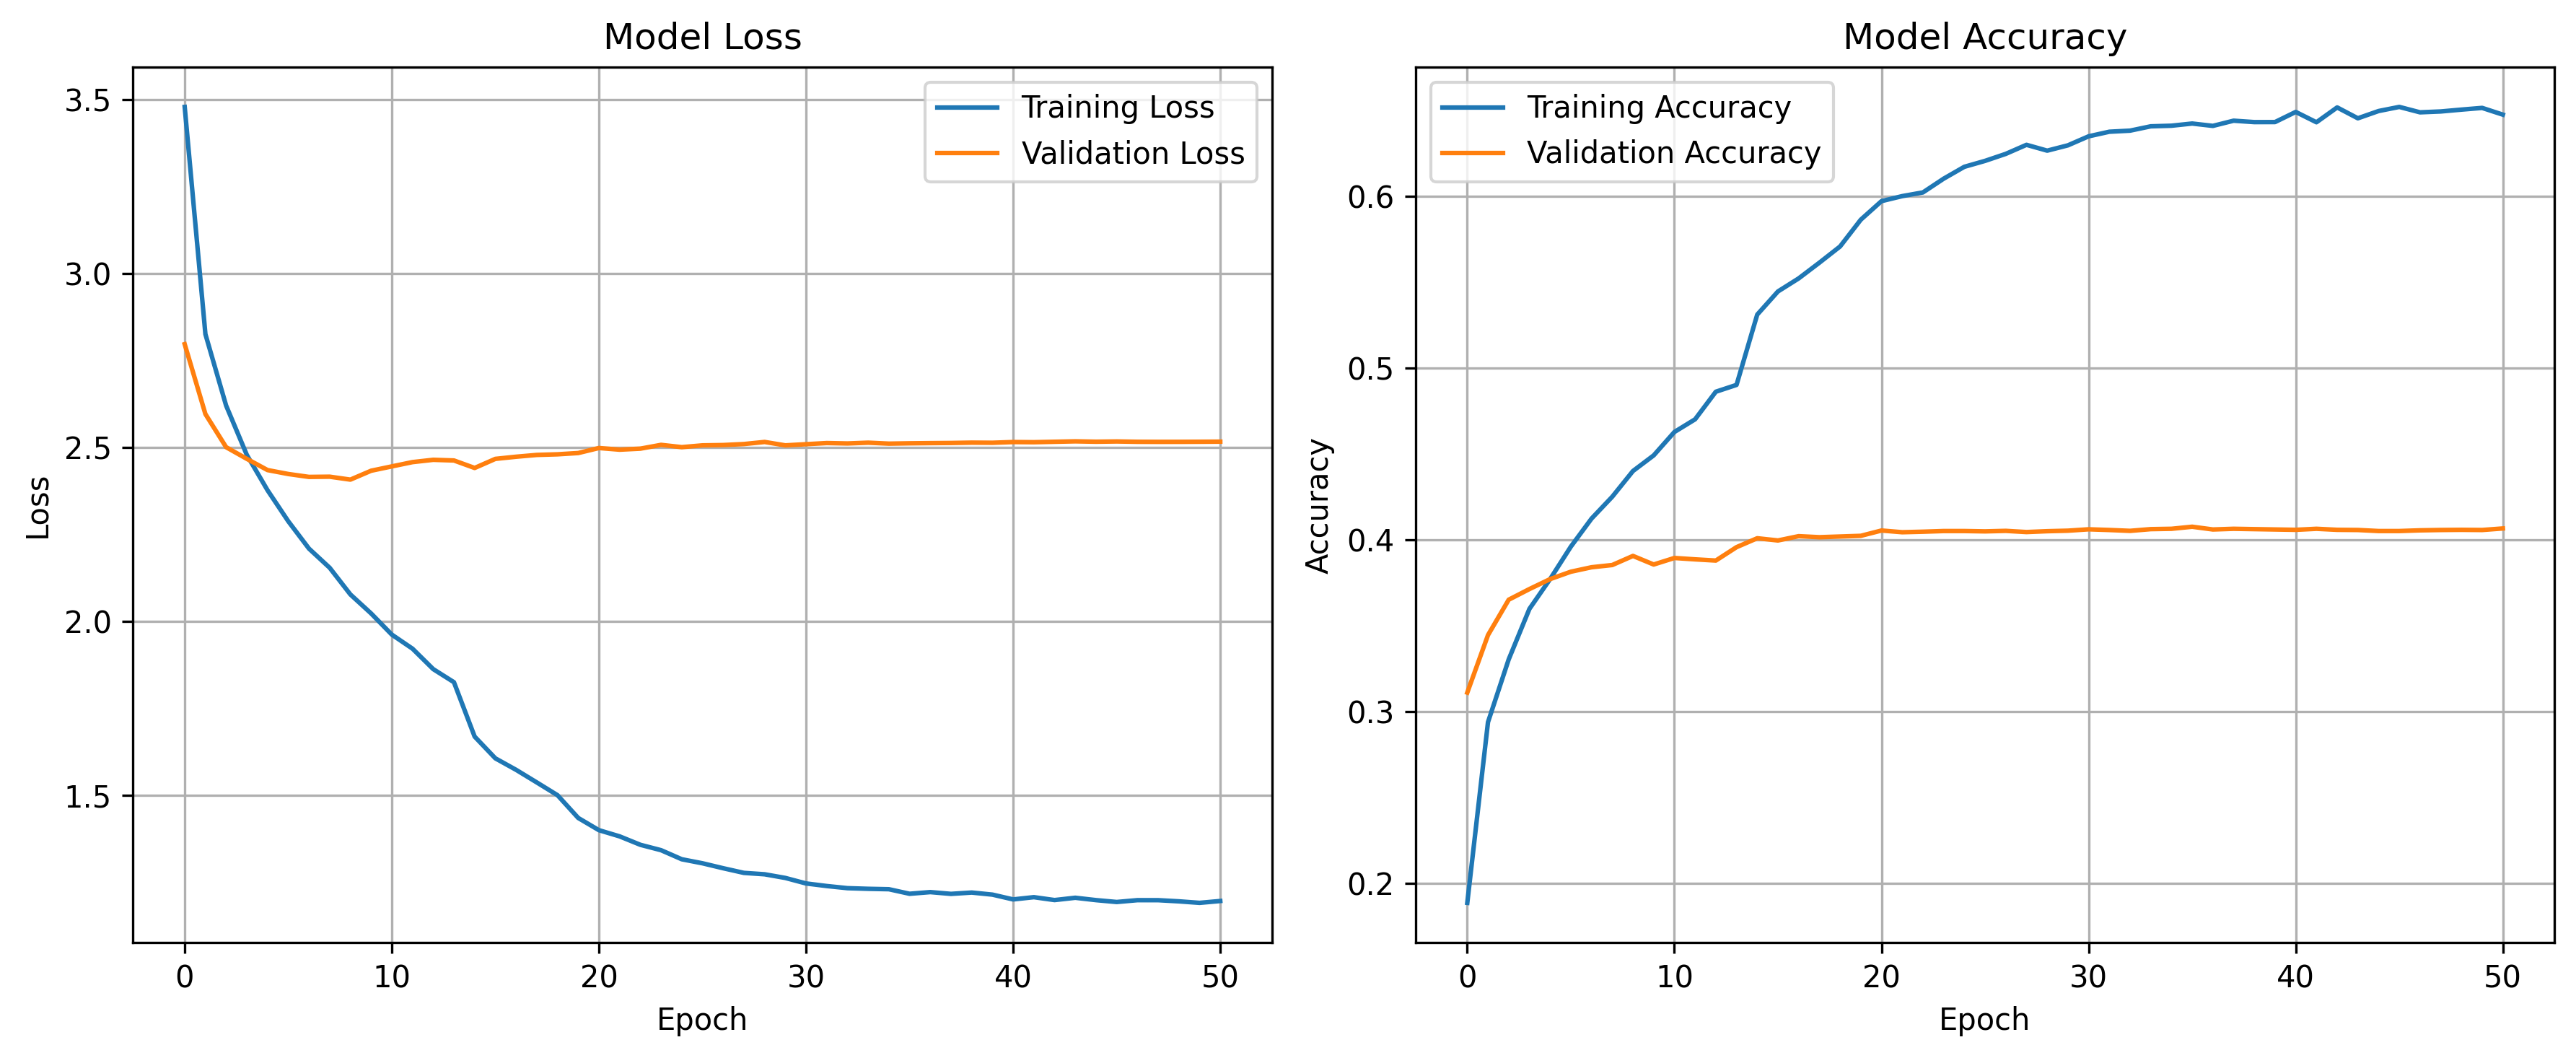 Model Loss
Training Loss
Validation Loss
Loss
3.5
3.0
2.5
2.0
1.5
0 10 20 30 40 50
Epoch
Model Accuracy
Training Accuracy
Validation Accuracy
Accuracy
0.6
0.5
0.4
0.3
0.2
0 10 20 30 40 50
Epoch